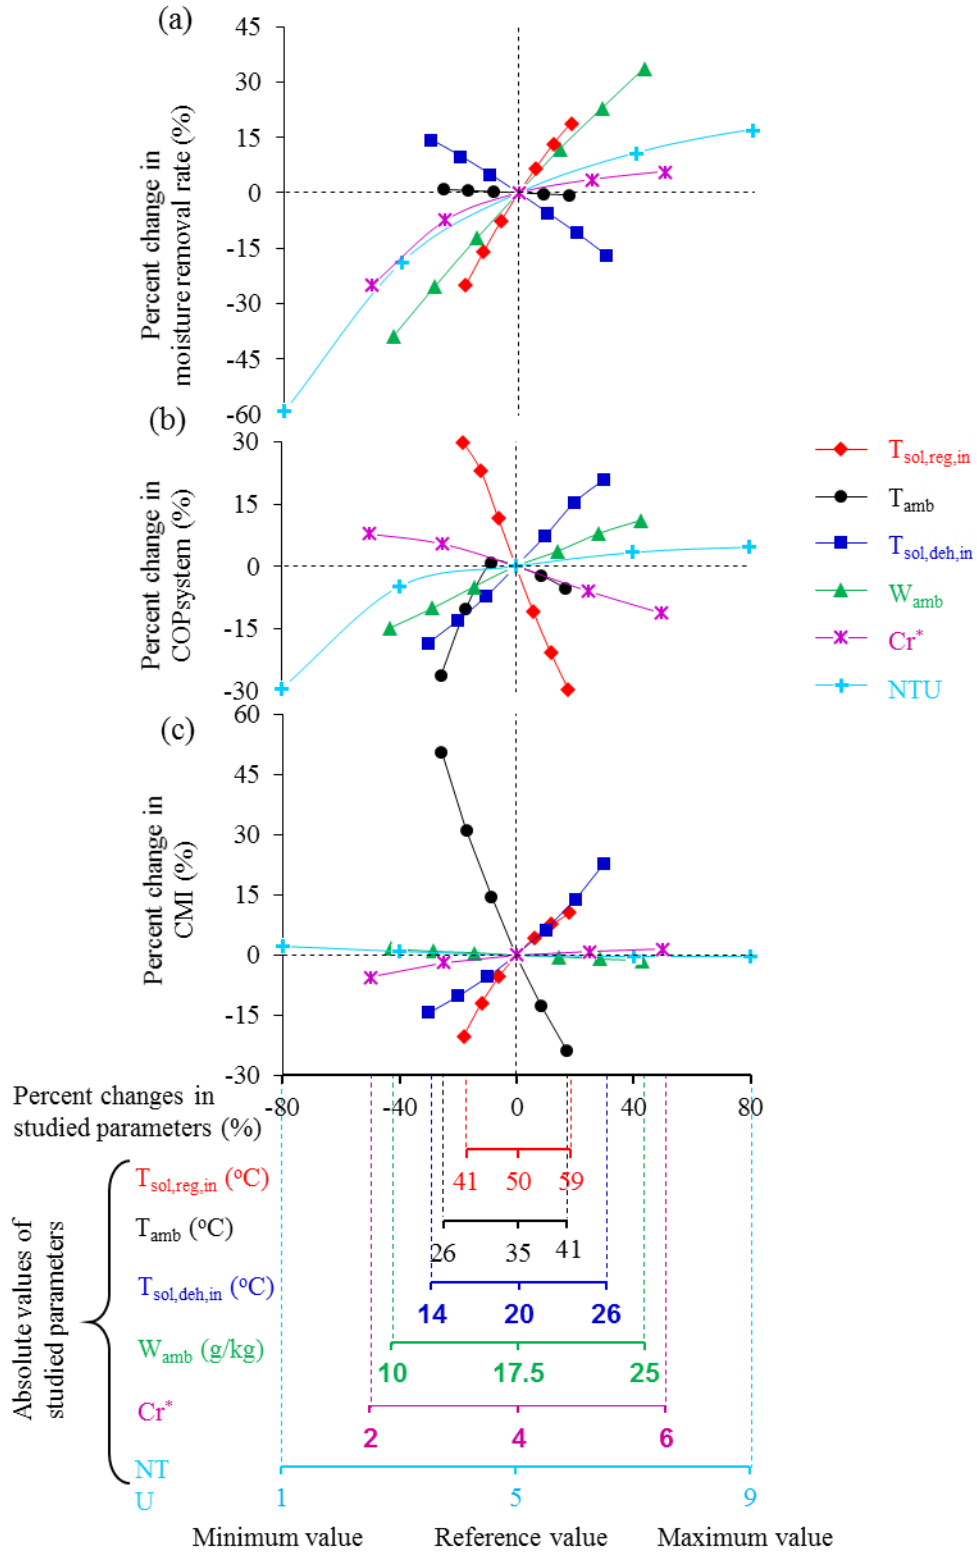 (a)
45
30
15
0
-15
-30
-45
-60
Percent change in
moisture removal rate (%)
(b)
30
15
0
-15
-30
Percent change in
COPsystem (%)
T_sol,reg,in
T_amb
T_sol,deh,in
W_amb
Cr*
NTU
(c)
60
45
30
15
0
-15
-30
Percent change in
CMI (%)
-80 -40 0 40 80
Percent changes in
studied parameters (%)
Absolute values of
studied parameters
T_sol,reg,in (°C)
41 50 59
T_amb (°C)
26 35 41
T_sol,deh,in (°C)
14 20 26
W_amb (g/kg)
10 17.5 25
Cr*
2 4 6
NT
U
1 5 9
Minimum value Reference value Maximum value